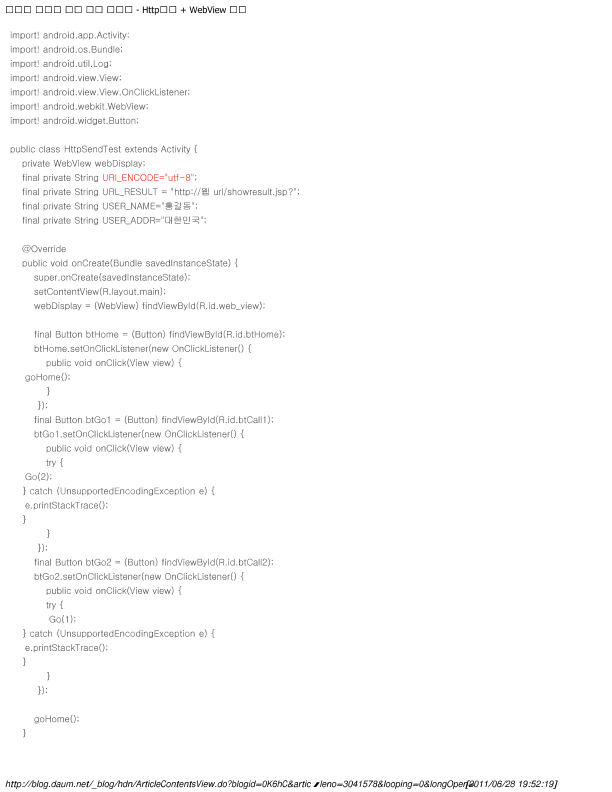 □□□ □□□ □□ □□ □□□ - Http□□ + WebView □□
import! android.app.Activity;
import! android.os.Bundle;
import! android.util.Log;
import! android.view.View;
import! android.view.View.OnClickListener;
import! android.webkit.WebView;
import! android.widget.Button;
public class HttpSendTest extends Activity {
private WebView webDisplay;
final private String URI_ENCODE="utf-8";
final private String URL_RESULT = "http://웹 url/showresult.jsp?";
final private String USER_NAME="홍길동";
final private String USER_ADDR="대한민국";
@Override
public void onCreate(Bundle savedInstanceState) {
super.onCreate(savedInstanceState);
setContentView(R.layout.main);
webDisplay = (WebView) findViewById(R.id.web_view);
final Button btHome = (Button) findViewById(R.id.btHome);
btHome.setOnClickListener(new OnClickListener() {
public void onClick(View view) {
goHome();
}
});
final Button btGo1 = (Button) findViewById(R.id.btCall1);
btGo1.setOnClickListener(new OnClickListener() {
public void onClick(View view) {
try {
Go(2);
} catch (UnsupportedEncodingException e) {
e.printStackTrace();
}
}
});
final Button btGo2 = (Button) findViewById(R.id.btCall2);
btGo2.setOnClickListener(new OnClickListener() {
public void onClick(View view) {
try {
Go(1);
} catch (UnsupportedEncodingException e) {
e.printStackTrace();
}
}
});
goHome();
}
http://blog.daum.net/_blog/hdn/ArticleContentsView.do?blogid=0K6hC&artic leno=3041578&looping=0&longOpen= [2011/06/28 19:52:19]